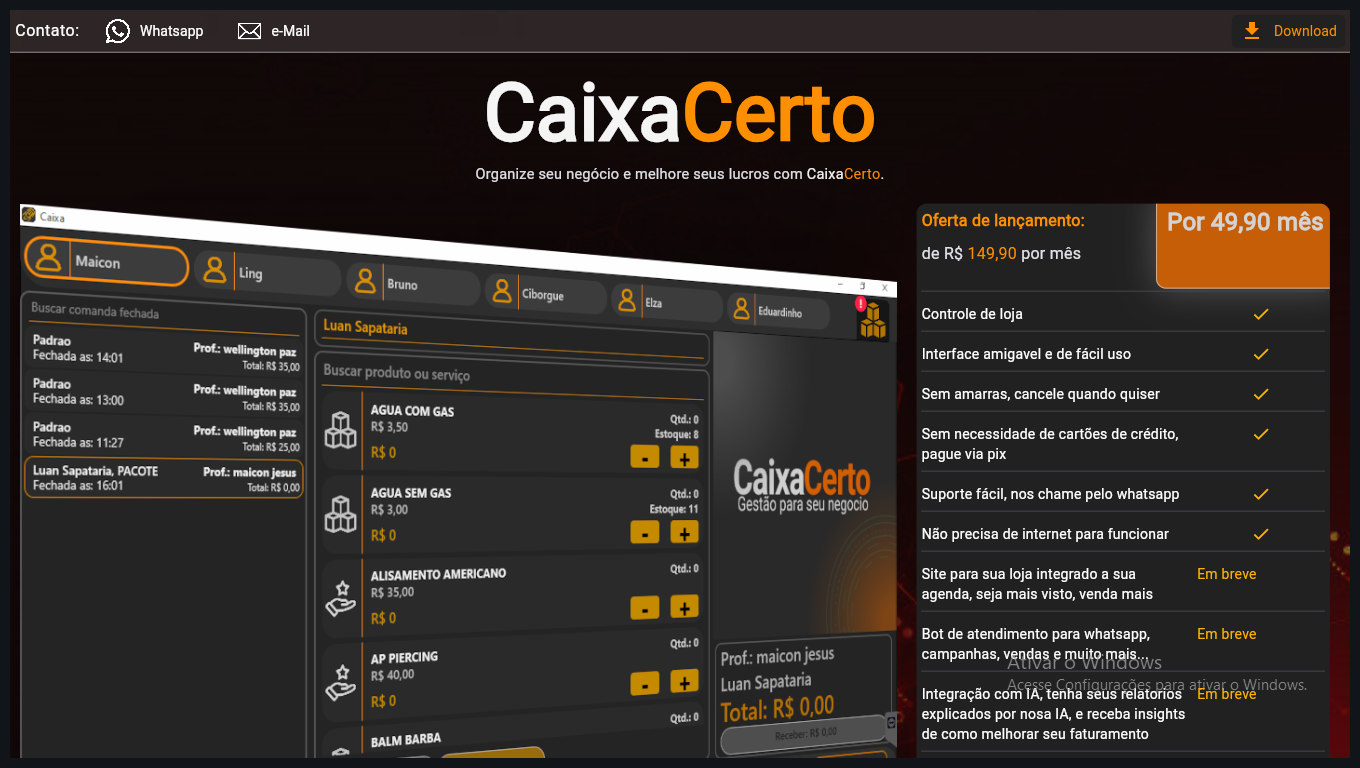 Contato: Whatsapp e-Mail Download
CaixaCerto
Organize seu negócio e melhore seus lucros com CaixaCerto.
Caixa
Maicon
Ling
Bruno
Ciborgue
Elza
Eduardinho
Buscar comanda fechada
Padrao
Prof.: wellington paz
Fechada as: 14:01
Total: R$ 35,00
Padrao
Prof.: wellington paz
Fechada as: 13:00
Total: R$ 35,00
Padrao
Prof.: wellington paz
Fechada as: 11:27
Total: R$ 25,00
Luan Sapataria, PACOTE
Prof.: maicon jesus
Fechada as: 16:01
Total: R$ 0,00
Luan Sapataria
Buscar produto ou serviço
AGUA COM GAS
R$ 3,50
R$ 0
Qtd.: 0
Estoque: 8
- +
AGUA SEM GAS
R$ 3,00
R$ 0
Qtd.: 0
Estoque: 11
- +
ALISAMENTO AMERICANO
R$ 35,00
R$ 0
Qtd.: 0
- +
AP PIERCING
R$ 40,00
R$ 0
Qtd.: 0
- +
BALM BARBA
Qtd.: 0
CaixaCerto
Gestão para seu negocio
Prof.: maicon jesus
Luan Sapataria
Total: R$ 0,00
Receber: R$ 0,00
Oferta de lançamento:
de R$ 149,90 por mês
Por 49,90 mês
Controle de loja
Interface amigavel e de fácil uso
Sem amarras, cancele quando quiser
Sem necessidade de cartões de crédito,
pague via pix
Suporte fácil, nos chame pelo whatsapp
Não precisa de internet para funcionar
Site para sua loja integrado a sua
agenda, seja mais visto, venda mais
Em breve
Bot de atendimento para whatsapp,
campanhas, vendas e muito mais...
Em breve
Integração com IA, tenha seus relatorios
explicados por nosa IA, e receba insights
de como melhorar seu faturamento
Em breve
Ativar o Windows
Acesse Configurações para ativar o Windows.